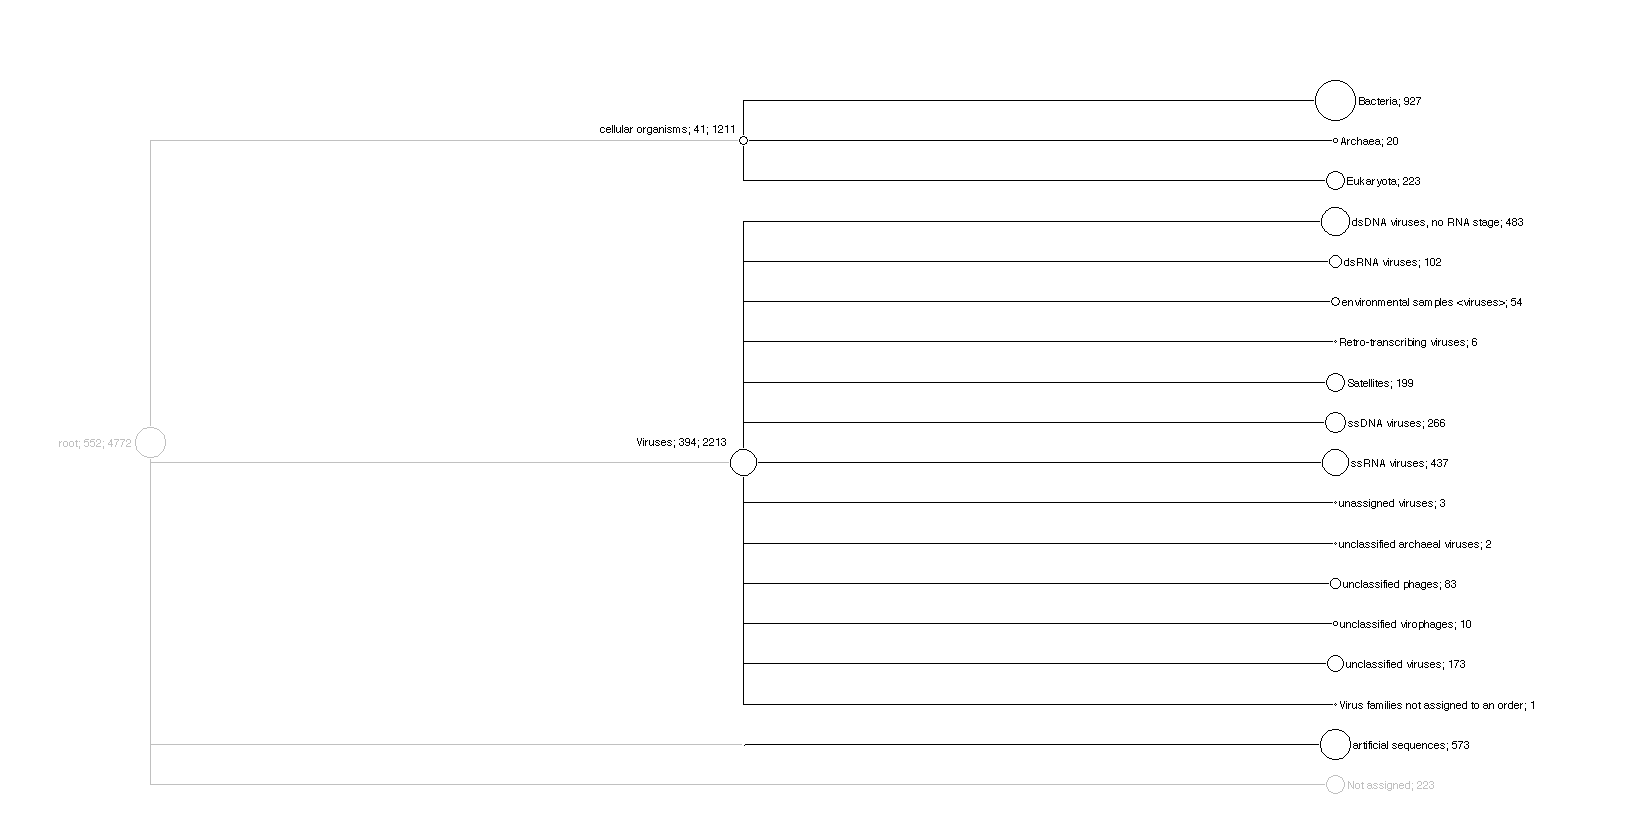 Bacteria; 927
cellular organisms; 41; 1211
Archaea; 20
Eukaryota; 223
dsDNA viruses, no RNA stage; 483
dsRNA viruses; 102
environmental samples <viruses>; 54
Retro-transcribing viruses; 6
Satellites; 199
ssDNA viruses; 266
root; 552; 4772
Viruses; 394; 2213
ssRNA viruses; 437
unassigned viruses; 3
unclassified archaeal viruses; 2
unclassified phages; 83
unclassified virophages; 10
unclassified viruses; 173
Virus families not assigned to an order; 1
artificial sequences; 573
Not assigned; 223